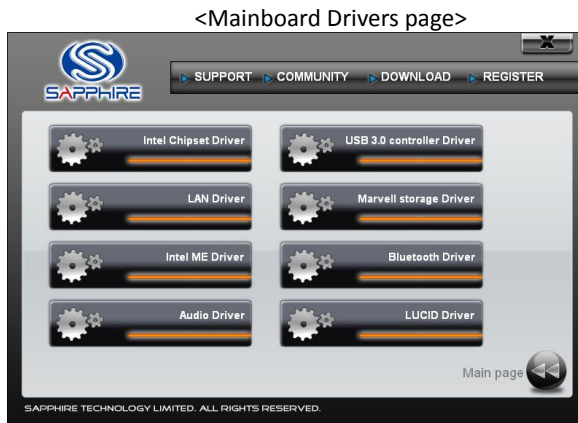 <Mainboard Drivers page>
X
SAPPHIRE
SUPPORT COMMUNITY DOWNLOAD REGISTER
Intel Chipset Driver
USB 3.0 controller Driver
LAN Driver
Marvell storage Driver
Intel ME Driver
Bluetooth Driver
Audio Driver
LUCID Driver
Main page
SAPPHIRE TECHNOLOGY LIMITED. ALL RIGHTS RESERVED.